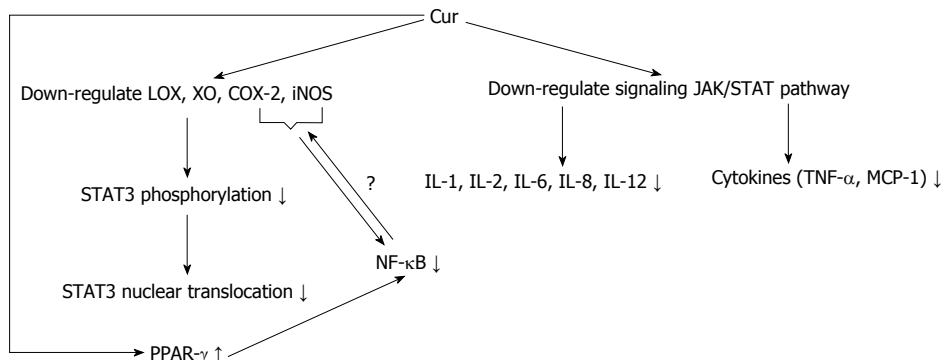 Cur
Down-regulate LOX, XO, COX-2, iNOS
Down-regulate signaling JAK/STAT pathway
?
STAT3 phosphorylation ↓
IL-1, IL-2, IL-6, IL-8, IL-12 ↓
Cytokines (TNF-α, MCP-1) ↓
NF-κB ↓
STAT3 nuclear translocation ↓
PPAR-γ ↑